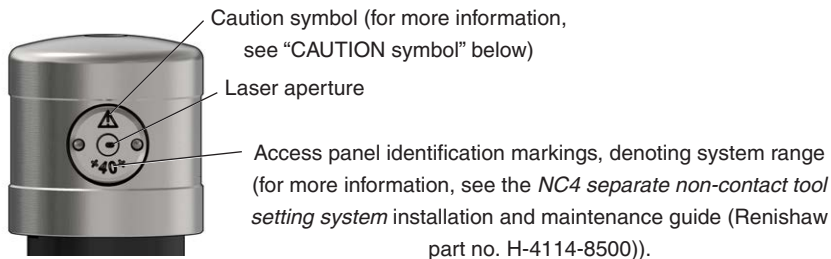 Caution symbol (for more information,
see “CAUTION symbol” below)
Laser aperture
Access panel identification markings, denoting system range
(for more information, see the NC4 separate non-contact tool
setting system installation and maintenance guide (Renishaw
part no. H-4114-8500)).